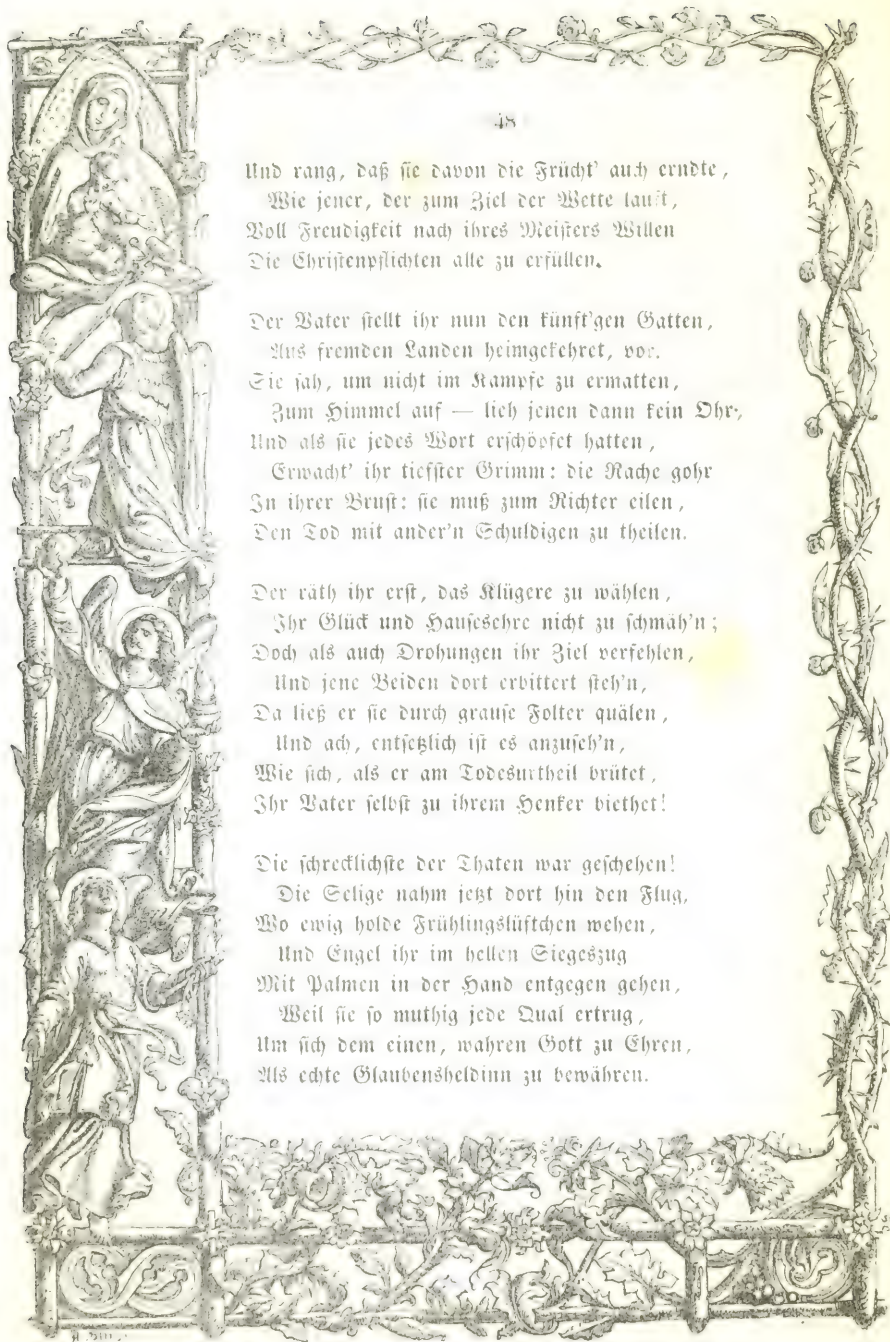 48
Und rang, daß sie davon die Frücht' auch erndte,
Wie jener, der zum Ziel der Wette lauft,
Voll Freudigkeit nach ihres Meisters Willen
Die Christenpflichten alle zu erfüllen.
Der Vater stellt ihr nun den künft'gen Gatten,
Aus fremden Landen heimgekehret, vor.
Sie sah, um nicht im Kampfe zu ermatten,
Zum Himmel auf — lieh jenen dann kein Ohr,
Und als sie jedes Wort erschöpfet hatten,
Erwacht' ihr tiefster Grimm: die Rache gohr
In ihrer Brust: sie muß zum Richter eilen,
Den Tod mit ander'n Schuldigen zu theilen.
Der räth ihr erst, das Klügere zu wählen,
Ihr Glück und Hausesehre nicht zu schmäh'n;
Doch als auch Drohungen ihr Ziel verfehlen,
Und jene Beiden dort erbittert steh'n,
Da ließ er sie durch grause Folter quälen,
Und ach, entsetzlich ist es anzuseh'n,
Wie sich, als er am Todesurtheil brütet,
Ihr Vater selbst zu ihrem Henker biethet!
Die schrecklichste der Thaten war geschehen!
Die Selige nahm jetzt dort hin den Flug,
Wo ewig holde Frühlingslüftchen wehen,
Und Engel ihr im hellen Siegeszug
Mit Palmen in der Hand entgegen gehen,
Weil sie so muthig jede Qual ertrug,
Um sich dem einen, wahren Gott zu Ehren,
Als echte Glaubensheldinn zu bewähren.